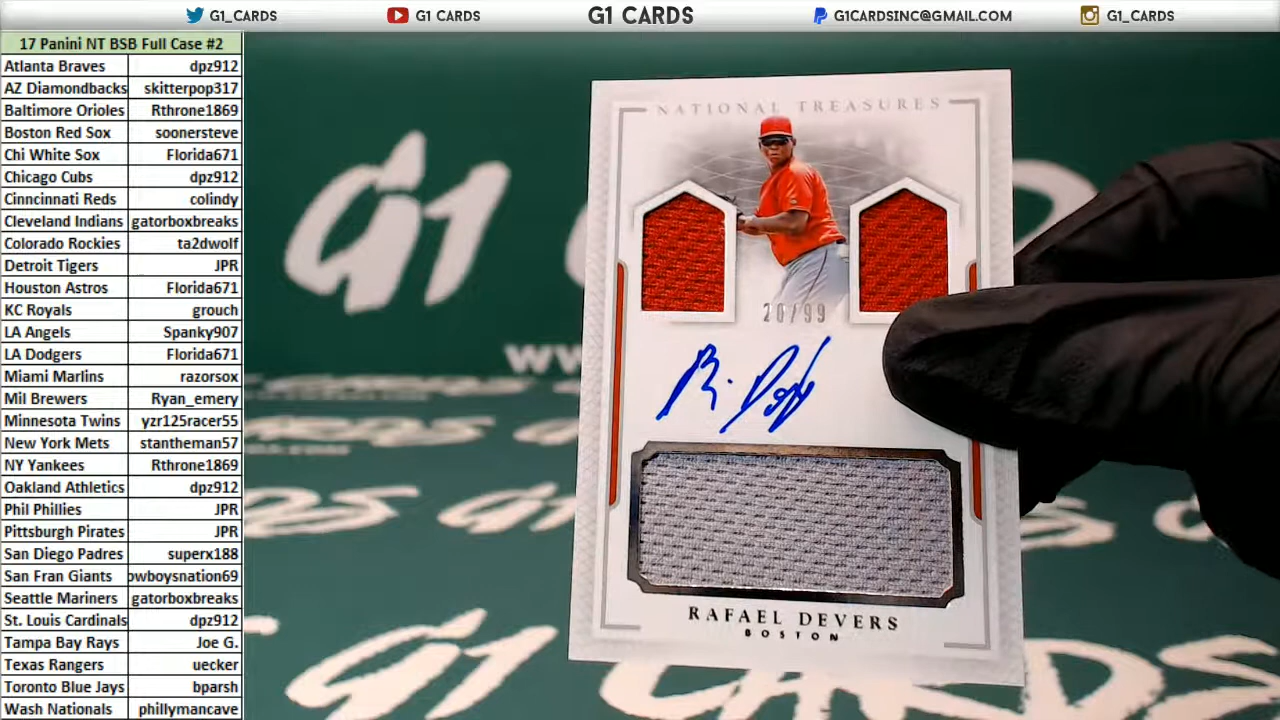 G1_CARDS
G1 CARDS
G1 CARDS
G1CARDSINC@GMAIL.COM
G1_CARDS
17 Panini NT BSB Full Case #2
Atlanta Braves dpz912
AZ Diamondbacks skitterpop317
Baltimore Orioles Rthrone1869
Boston Red Sox soonersteve
Chi White Sox Florida671
Chicago Cubs dpz912
Cinncinnati Reds colindy
Cleveland Indians gatorboxbreaks
Colorado Rockies ta2dwolf
Detroit Tigers JPR
Houston Astros Florida671
KC Royals grouch
LA Angels Spanky907
LA Dodgers Florida671
Miami Marlins razorsox
Mil Brewers Ryan_emery
Minnesota Twins yzr125racer55
New York Mets stantheman57
NY Yankees Rthrone1869
Oakland Athletics dpz912
Phil Phillies JPR
Pittsburgh Pirates JPR
San Diego Padres superx188
San Fran Giants owboysnation69
Seattle Mariners gatorboxbreaks
St. Louis Cardinals dpz912
Tampa Bay Rays Joe G.
Texas Rangers uecker
Toronto Blue Jays bparsh
Wash Nationals phillymancave
NATIONAL TREASURES
20/99
RAFAEL DEVERS
BOSTON
G1
G1 CARDS